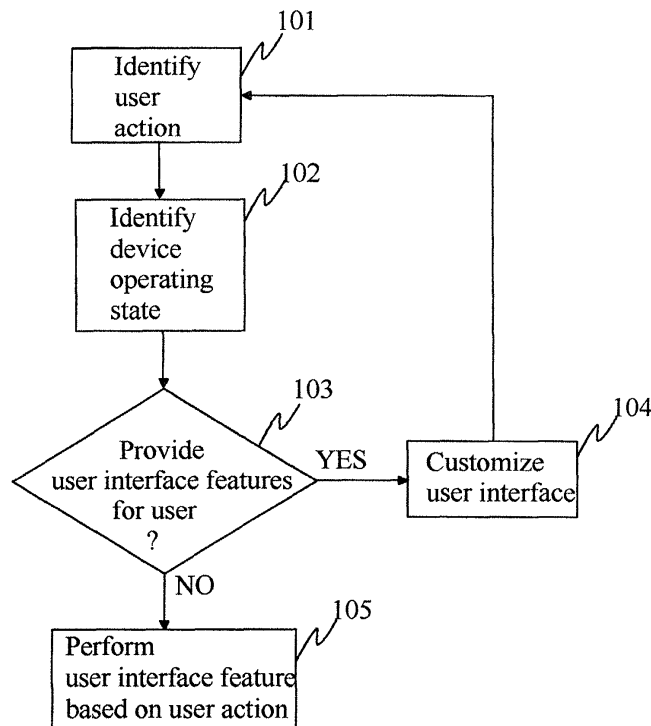 101
Identify
user
action
102
Identify
device
operating
state
103
Provide
user interface features
for user
?
YES
104
Customize
user interface
NO
105
Perform
user interface feature
based on user action